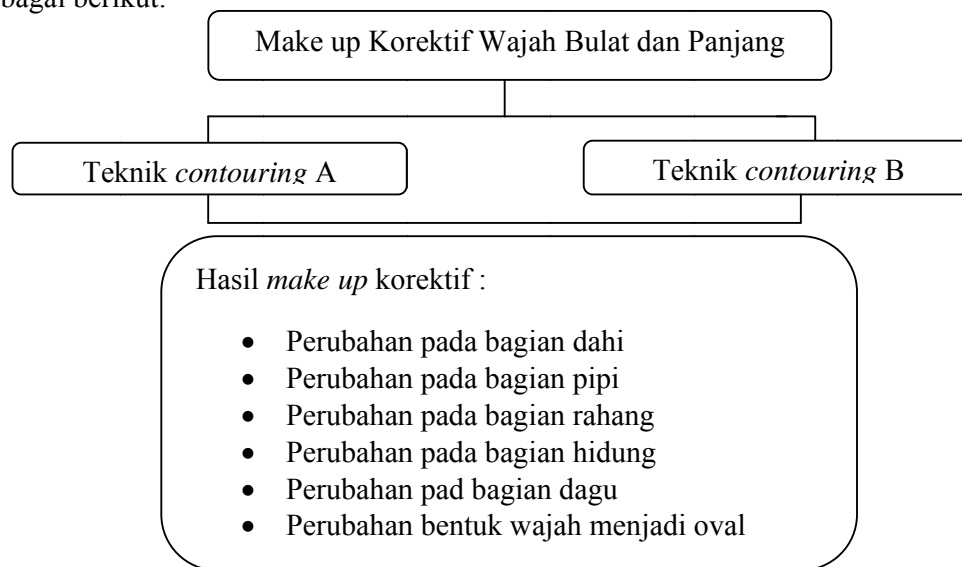 bagai berikut:
Make up Korektif Wajah Bulat dan Panjang
Teknik contouring A
Teknik contouring B
Hasil make up korektif :
• Perubahan pada bagian dahi
• Perubahan pada bagian pipi
• Perubahan pada bagian rahang
• Perubahan pada bagian hidung
• Perubahan pad bagian dagu
• Perubahan bentuk wajah menjadi oval